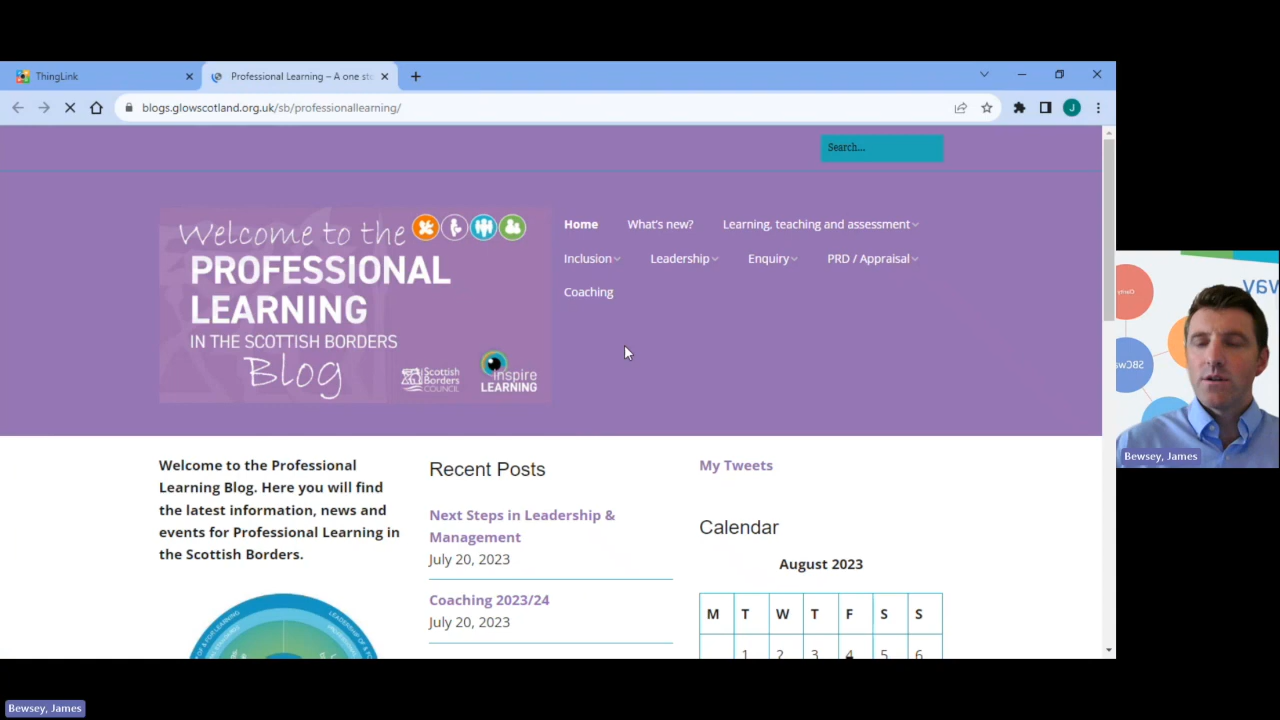 ThingLink
Professional Learning – A one sto
blogs.glowscotland.org.uk/sb/professionallearning/
J
Search...
Welcome to the
PROFESSIONAL
LEARNING
IN THE SCOTTISH BORDERS
Blog
Scottish
Borders
COUNCIL
inspire
LEARNING
Home
What's new?
Learning, teaching and assessment
Inclusion
Leadership
Enquiry
PRD / Appraisal
Coaching
Welcome to the Professional
Learning Blog. Here you will find
the latest information, news and
events for Professional Learning in
the Scottish Borders.
Recent Posts
Next Steps in Leadership &
Management
July 20, 2023
Coaching 2023/24
July 20, 2023
My Tweets
Calendar
August 2023
M T W T F S S
1 2 3 4 5 6
Bewsey, James
Bewsey, James